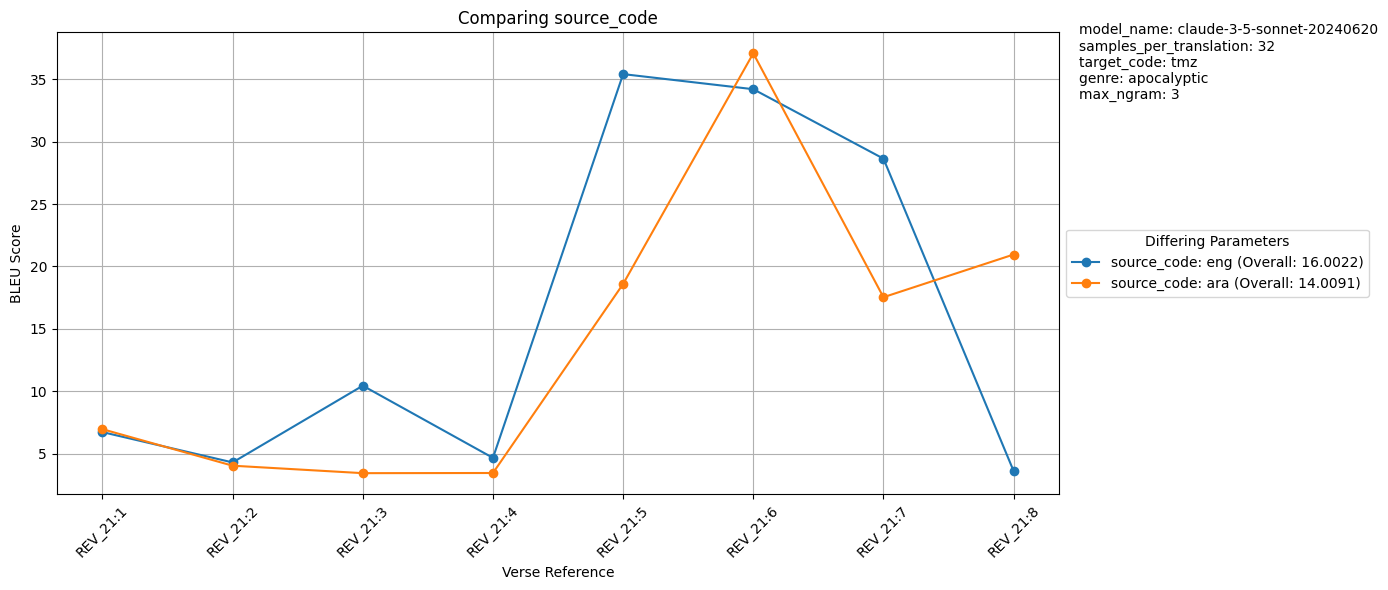 Comparing source_code
model_name: claude-3-5-sonnet-20240620
samples_per_translation: 32
target_code: tmz
genre: apocalyptic
max_ngram: 3
BLEU Score
35
30
25
20
15
10
5
Differing Parameters
source_code: eng (Overall: 16.0022)
source_code: ara (Overall: 14.0091)
REV_21:1
REV_21:2
REV_21:3
REV_21:4
REV_21:5
REV_21:6
REV_21:7
REV_21:8
Verse Reference